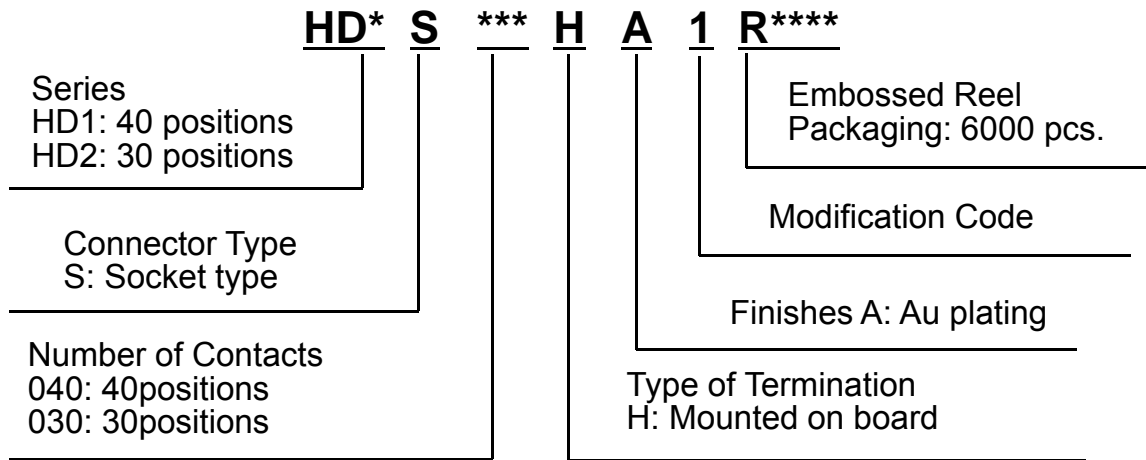 HD* S *** H A 1 R****
Series
HD1: 40 positions
HD2: 30 positions
Embossed Reel
Packaging: 6000 pcs.
Connector Type
S: Socket type
Modification Code
Number of Contacts
040: 40positions
030: 30positions
Finishes A: Au plating
Type of Termination
H: Mounted on board